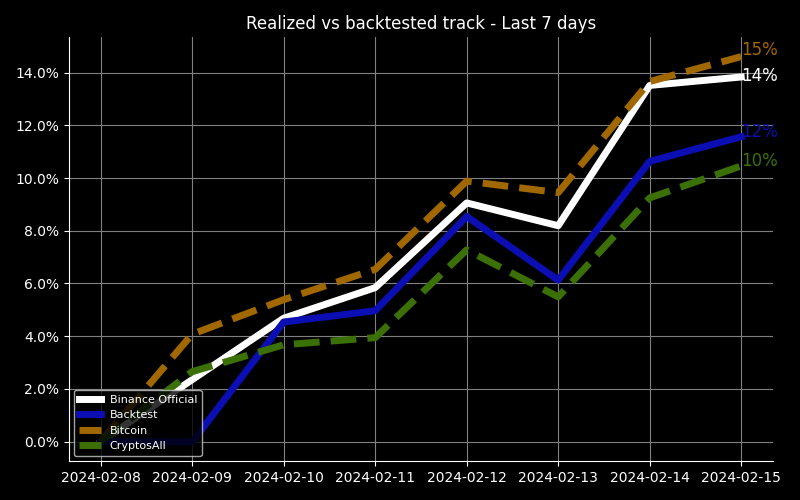 Realized vs backtested track - Last 7 days
15%
14%
12%
10%
14.0%
12.0%
10.0%
8.0%
6.0%
4.0%
2.0%
0.0%
Binance Official
Backtest
Bitcoin
CryptosAll
2024-02-08 2024-02-09 2024-02-10 2024-02-11 2024-02-12 2024-02-13 2024-02-14 2024-02-15